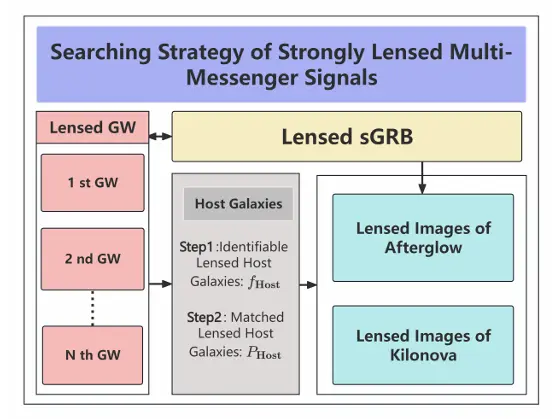 Searching Strategy of Strongly Lensed Multi-
Messenger Signals
Lensed GW
Lensed sGRB
1 st GW
2 nd GW
N th GW
Host Galaxies
Step1 :Identifiable
Lensed Host
Galaxies: f_Host
Step2 : Matched
Lensed Host
Galaxies: P_Host
Lensed Images of
Afterglow
Lensed Images of
Kilonova